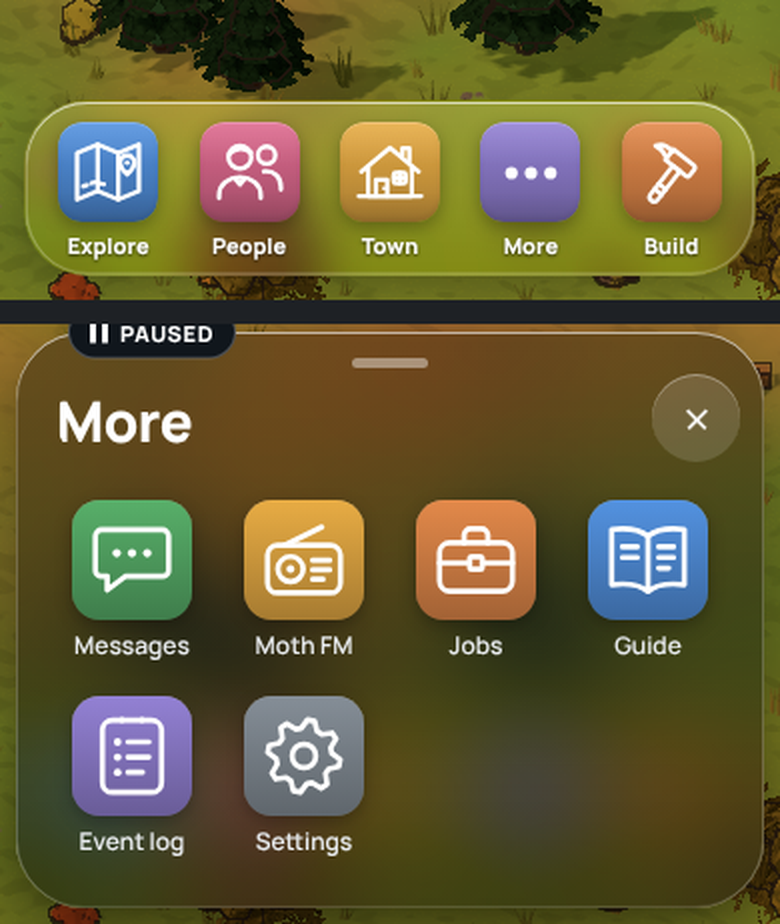 Explore People Town More Build
PAUSED
More
Messages Moth FM Jobs Guide
Event log Settings